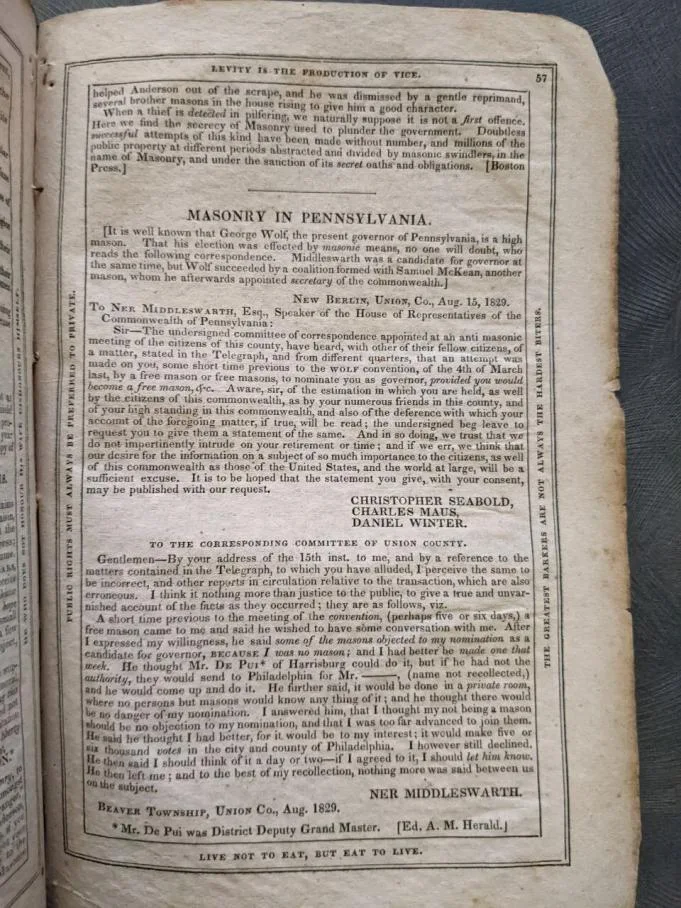 LEVITY IS THE PRODUCTION OF VICE.
57
helped Anderson out of the scrape, and he was dismissed by a gentle reprimand,
several brother masons in the house rising to give him a good character.
When a thief is detected in pilfering, we naturally suppose it is not a first offence.
Here we find the secrecy of Masonry used to plunder the government. Doubtless
successful attempts of this kind have been made without number, and millions of the
public property at different periods abstracted and divided by masonic swindlers, in the
name of Masonry, and under the sanction of its secret oaths and obligations. [Boston
Press.]
MASONRY IN PENNSYLVANIA.
[It is well known that George Wolf, the present governor of Pennsylvania, is a high
mason. That his election was effected by masonic means, no one will doubt, who
reads the following correspondence. Middleswarth was a candidate for governor at
the same time, but Wolf succeeded by a coalition formed with Samuel McKean, another
mason, whom he afterwards appointed secretary of the commonwealth.]
NEW BERLIN, UNION, Co., Aug. 15, 1829.
To NER MIDDLESWARTH, Esq., Speaker of the House of Representatives of the
Commonwealth of Pennsylvania:
Sir—The undersigned committee of correspondence appointed at an anti masonic
meeting of the citizens of this county, have heard, with other of their fellow citizens, of
a matter, stated in the Telegraph, and from different quarters, that an attempt was
made on you, some short time previous to the WOLF convention, of the 4th of March
last, by a free mason or free masons, to nominate you as governor, provided you would
become a free mason, &c. Aware, sir, of the estimation in which you are held, as well
by the citizens of this commonwealth, as by your numerous friends in this county, and
of your high standing in this commonwealth, and also of the deference with which your
account of the foregoing matter, if true, will be read; the undersigned beg leave to
request you to give them a statement of the same. And in so doing, we trust that we
do not impertinently intrude on your retirement or time; and if we err, we think that
our desire for the information on a subject of so much importance to the citizens, as well
of this commonwealth as those of the United States, and the world at large, will be a
sufficient excuse. It is to be hoped that the statement you give, with your consent,
may be published with our request.
CHRISTOPHER SEABOLD,
CHARLES MAUS,
DANIEL WINTER.
TO THE CORRESPONDING COMMITTEE OF UNION COUNTY.
Gentlemen—By your address of the 15th inst. to me, and by a reference to the
matters contained in the Telegraph, to which you have alluded, I perceive the same to
be incorrect, and other reports in circulation relative to the transaction, which are also
erroneous. I think it nothing more than justice to the public, to give a true and unvar-
nished account of the facts as they occurred; they are as follows, viz.
A short time previous to the meeting of the convention, (perhaps five or six days,) a
free mason came to me and said he wished to have some conversation with me. After
I expressed my willingness, he said some of the masons objected to my nomination as a
candidate for governor, BECAUSE I was no mason; and I had better be made one that
week. He thought Mr. DE PUI* of Harrisburg could do it, but if he had not the
authority, they would send to Philadelphia for Mr. ———, (name not recollected,)
and he would come up and do it. He further said, it would be done in a private room,
where no persons but masons would know any thing of it; and he thought there would
be no danger of my nomination. I answered him, that I thought my not being a mason
should be no objection to my nomination, and that I was too far advanced to join them.
He said he thought I had better, for it would be to my interest; it would make five or
six thousand votes in the city and county of Philadelphia. I however still declined.
He then said I should think of it a day or two—if I agreed to it, I should let him know.
He then left me; and to the best of my recollection, nothing more was said between us
on the subject.
NER MIDDLESWARTH.
BEAVER TOWNSHIP, UNION Co., Aug. 1829.
* Mr. De Pui was District Deputy Grand Master. [Ed. A. M. Herald.]
LIVE NOT TO EAT, BUT EAT TO LIVE.
PUBLIC RIGHTS MUST ALWAYS BE PREFERRED TO PRIVATE.
THE GREATEST BARKERS ARE NOT ALWAYS THE HARDEST BITERS.